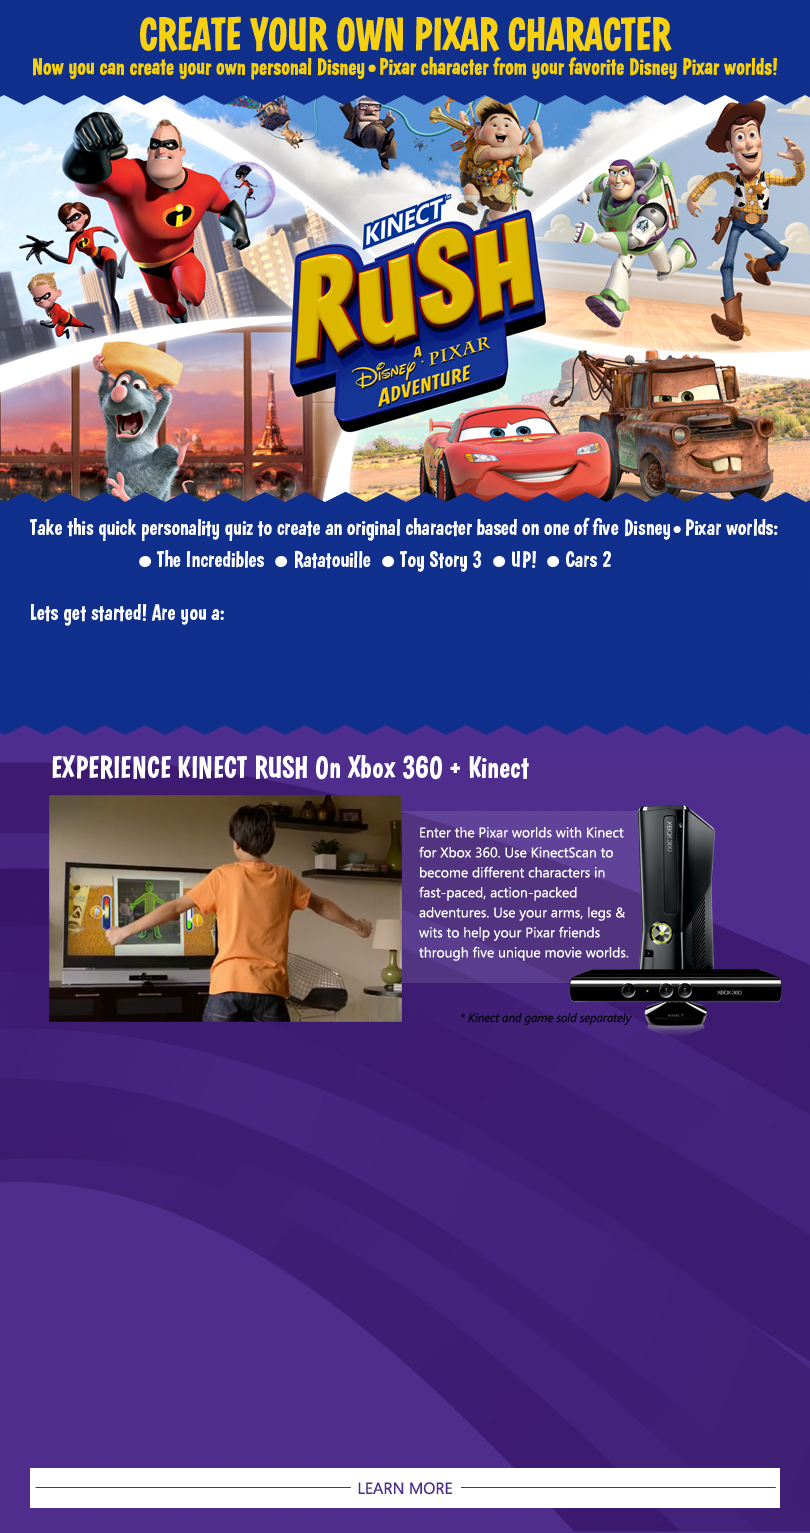 CREATE YOUR OWN PIXAR CHARACTER
Now you can create your own personal Disney•Pixar character from your favorite Disney Pixar worlds!
KINECT™
RUSH
A
Disney•PIXAR
ADVENTURE
Take this quick personality quiz to create an original character based on one of five Disney•Pixar worlds:
• The Incredibles • Ratatouille • Toy Story 3 • UP! • Cars 2
Lets get started! Are you a:
EXPERIENCE KINECT RUSH On Xbox 360 + Kinect
Enter the Pixar worlds with Kinect
for Xbox 360. Use KinectScan to
become different characters in
fast-paced, action-packed
adventures. Use your arms, legs &
wits to help your Pixar friends
through five unique movie worlds.
XBOX 360
XBOX 360
KINECT
* Kinect and game sold separately
LEARN MORE